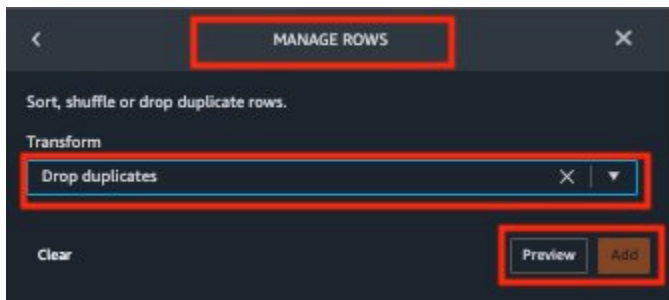 MANAGE ROWS
Sort, shuffle or drop duplicate rows.
Transform
Drop duplicates
Clear
Preview
Add